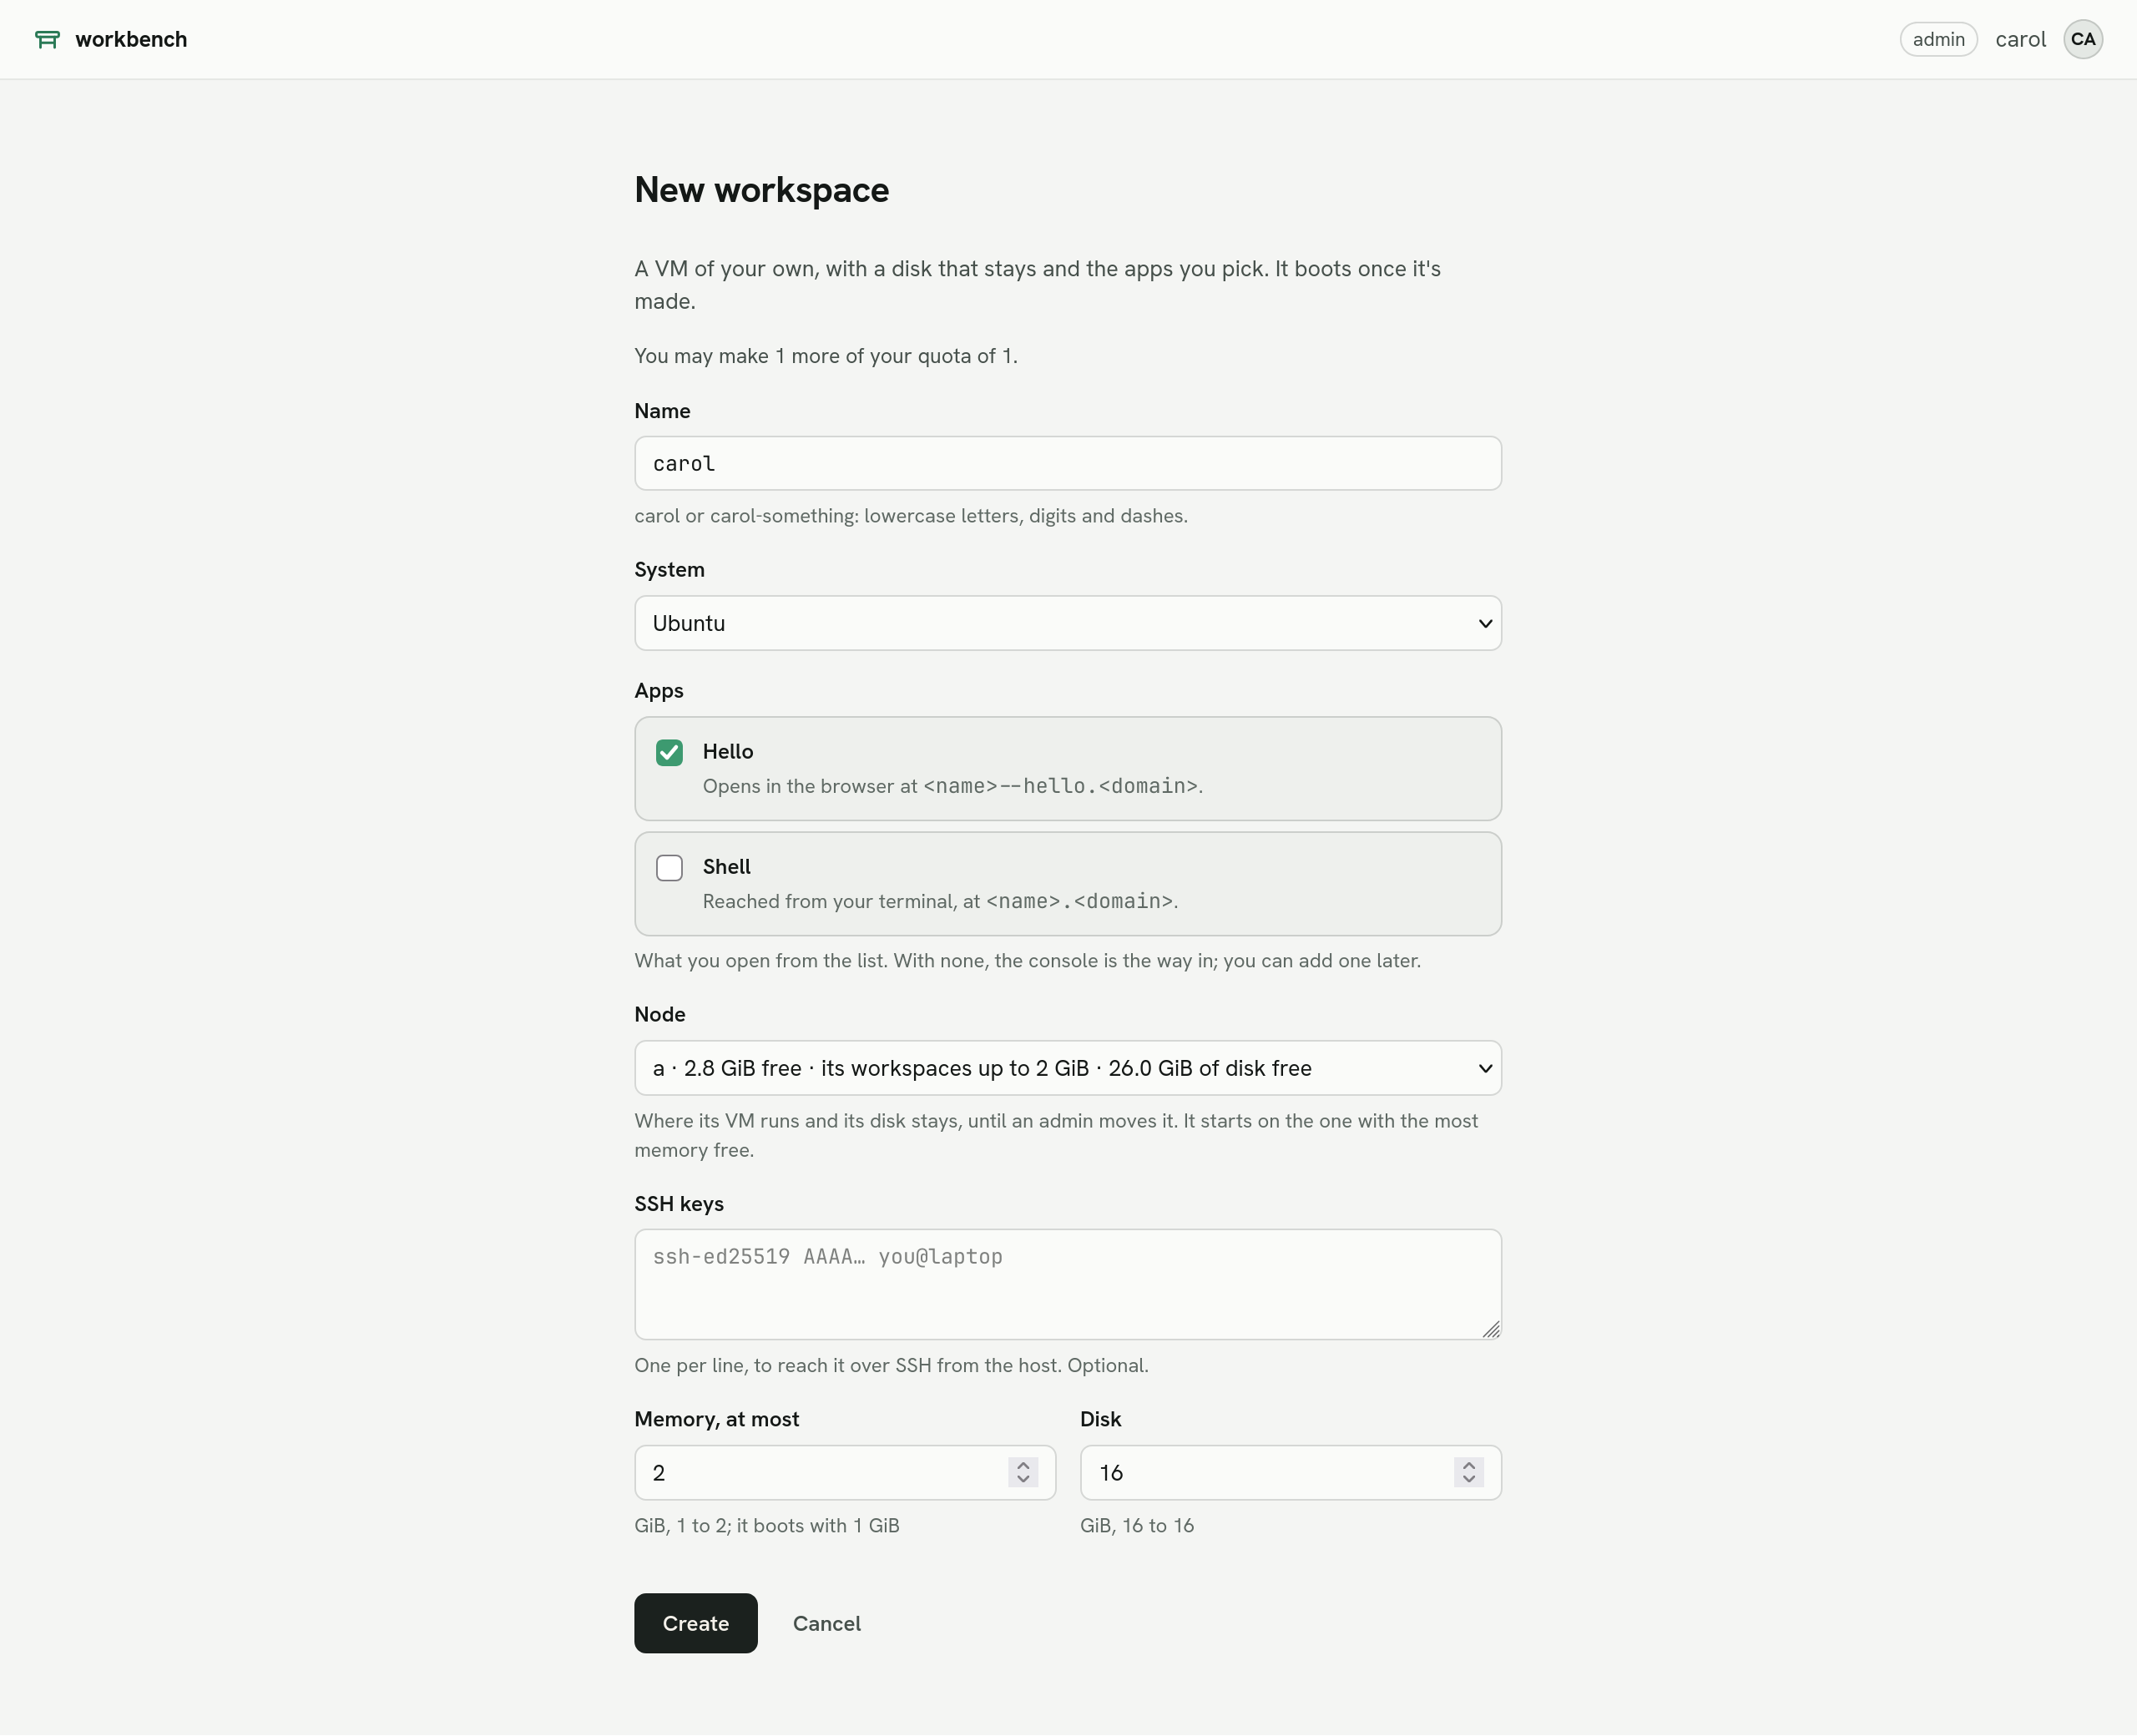 workbench
admin
carol
CA
New workspace
A VM of your own, with a disk that stays and the apps you pick. It boots once it's
made.
You may make 1 more of your quota of 1.
Name
carol
carol or carol-something: lowercase letters, digits and dashes.
System
Ubuntu
Apps
Hello
Opens in the browser at <name>--hello.<domain>.
Shell
Reached from your terminal, at <name>.<domain>.
What you open from the list. With none, the console is the way in; you can add one later.
Node
a · 2.8 GiB free · its workspaces up to 2 GiB · 26.0 GiB of disk free
Where its VM runs and its disk stays, until an admin moves it. It starts on the one with the most
memory free.
SSH keys
ssh-ed25519 AAAA… you@laptop
One per line, to reach it over SSH from the host. Optional.
Memory, at most
2
GiB, 1 to 2; it boots with 1 GiB
Disk
16
GiB, 16 to 16
Create
Cancel